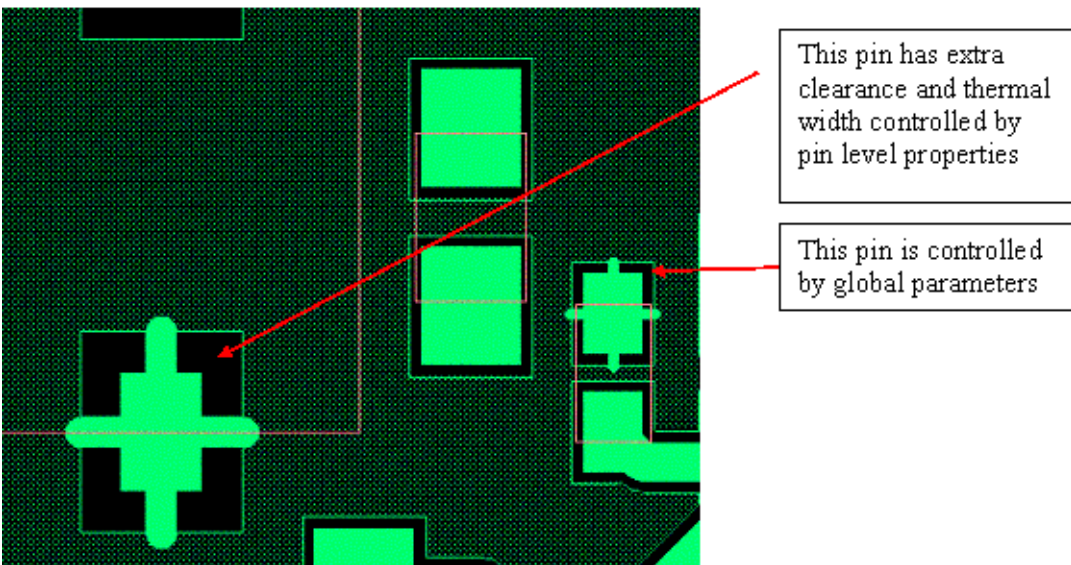 This pin has extra
clearance and thermal
width controlled by
pin level properties
This pin is controlled
by global parameters